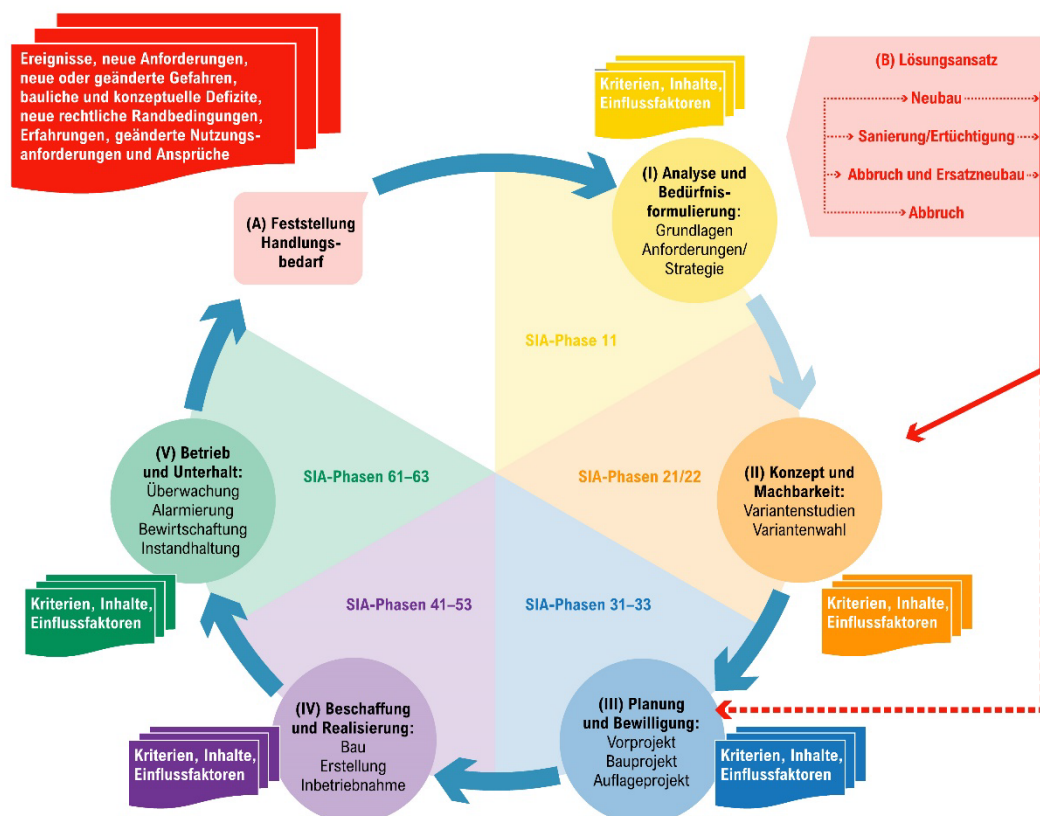 Ereignisse, neue Anforderungen,
neue oder geänderte Gefahren,
bauliche und konzeptuelle Defizite,
neue rechtliche Randbedingungen,
Erfahrungen, geänderte Nutzungs-
anforderungen und Ansprüche
Kriterien, Inhalte,
Einflussfaktoren
(B) Lösungsansatz
Neubau
Sanierung/Ertüchtigung
Abbruch und Ersatzneubau
Abbruch
(A) Feststellung
Handlungs-
bedarf
(I) Analyse und
Bedürfnis-
formulierung:
Grundlagen
Anforderungen/
Strategie
SIA-Phase 11
SIA-Phasen 21/22
(II) Konzept und
Machbarkeit:
Variantenstudien
Variantenwahl
Kriterien, Inhalte,
Einflussfaktoren
SIA-Phasen 31–33
(III) Planung
und Bewilligung:
Vorprojekt
Bauprojekt
Auflageprojekt
Kriterien, Inhalte,
Einflussfaktoren
SIA-Phasen 41–53
(IV) Beschaffung
und Realisierung:
Bau
Erstellung
Inbetriebnahme
Kriterien, Inhalte,
Einflussfaktoren
SIA-Phasen 61–63
(V) Betrieb
und Unterhalt:
Überwachung
Alarmierung
Bewirtschaftung
Instandhaltung
Kriterien, Inhalte,
Einflussfaktoren